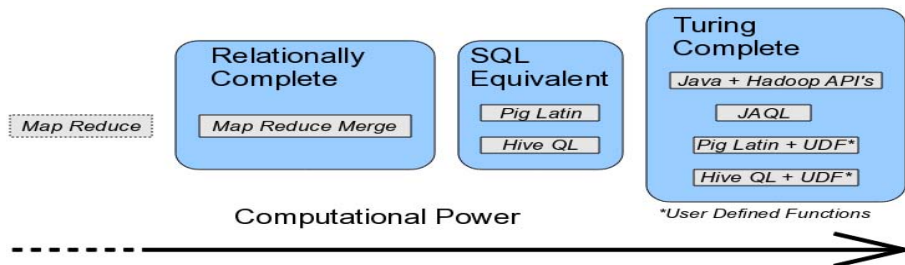 Map Reduce
Relationally
Complete
Map Reduce Merge
SQL
Equivalent
Pig Latin
Hive QL
Turing
Complete
Java + Hadoop API's
JAQL
Pig Latin + UDF*
Hive QL + UDF*
*User Defined Functions
Computational Power